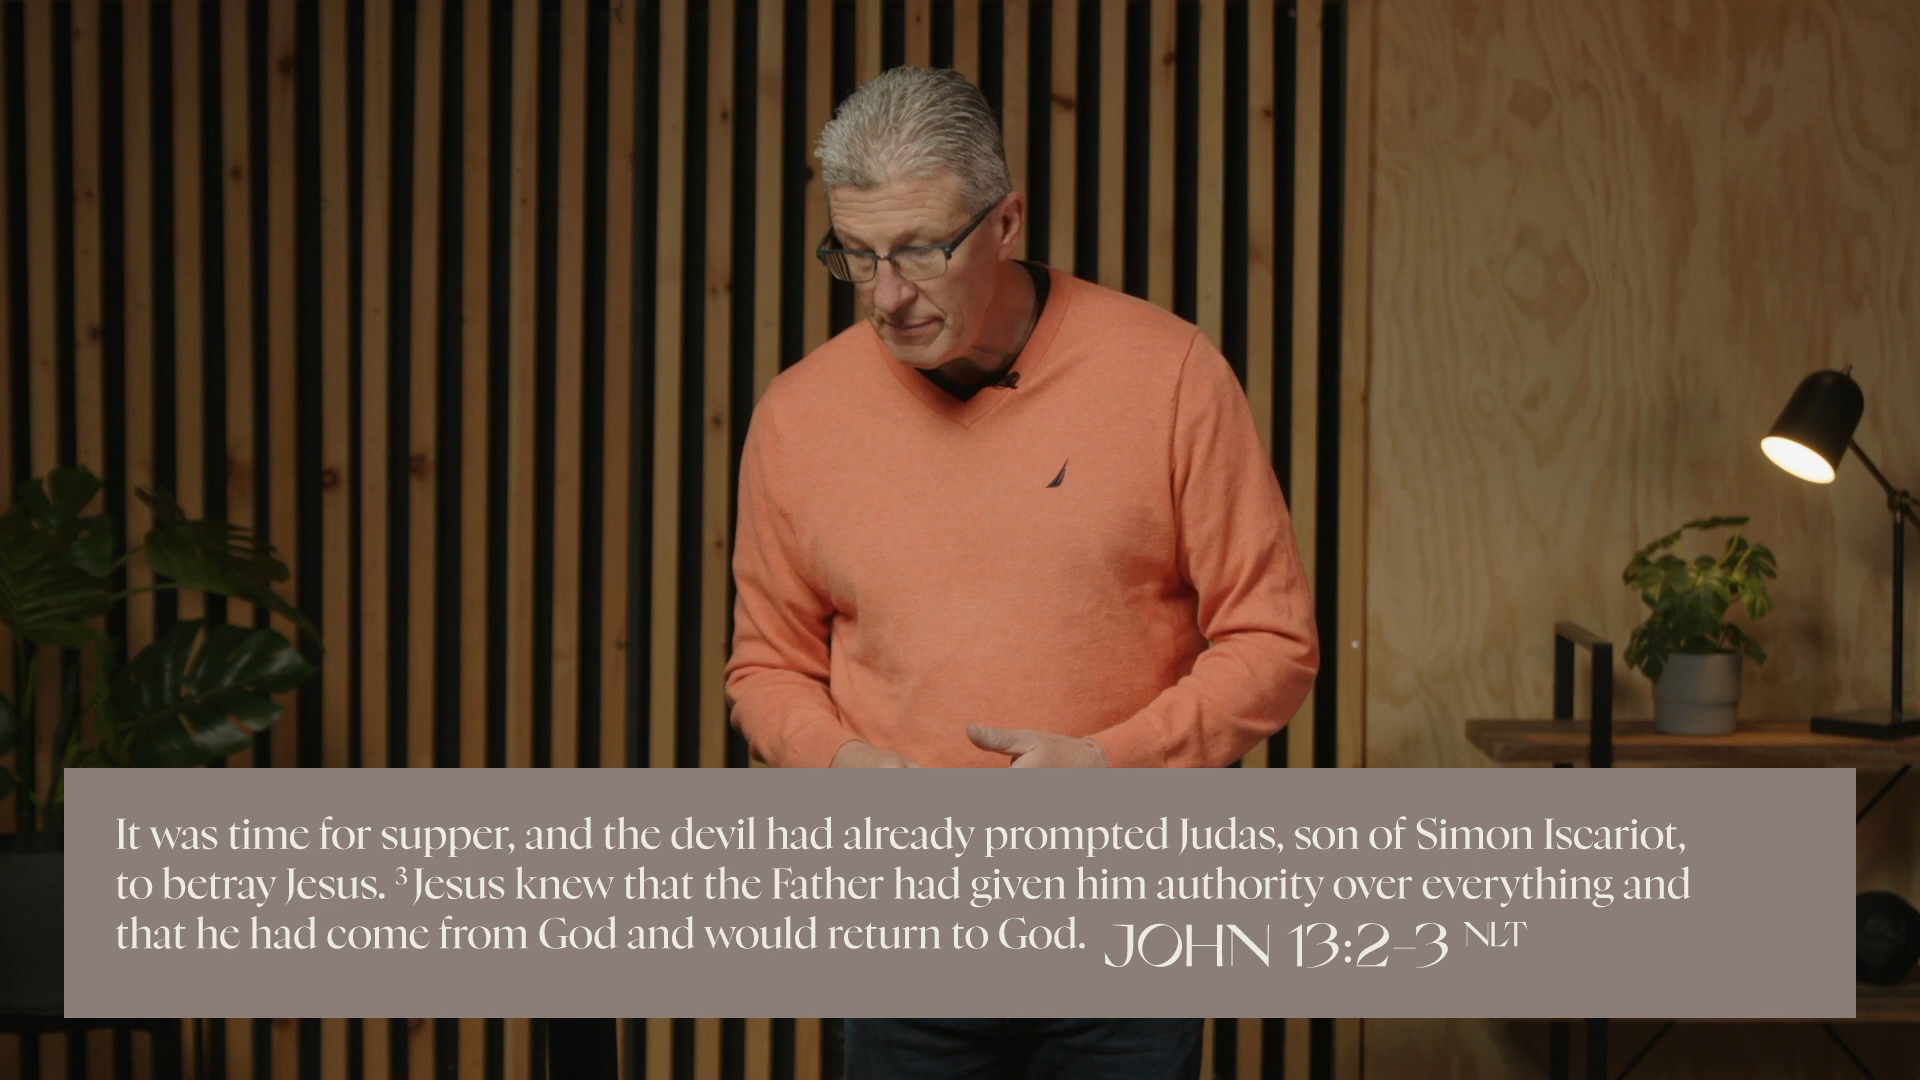 It was time for supper, and the devil had already prompted Judas, son of Simon Iscariot,
to betray Jesus. ³Jesus knew that the Father had given him authority over everything and
that he had come from God and would return to God. JOHN 13:2–3 NLT